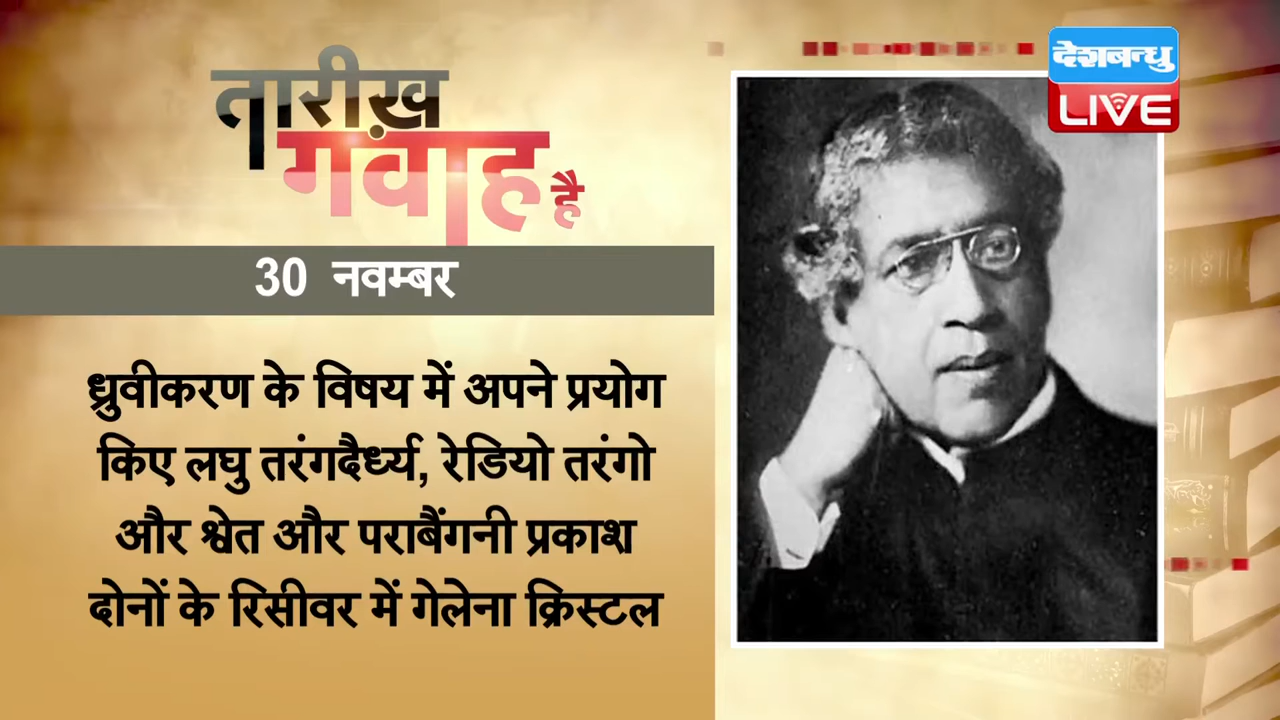 तारीख़
गवाह है
देशबन्धु
LIVE
30 नवम्बर
ध्रुवीकरण के विषय में अपने प्रयोग
किए लघु तरंगदैर्ध्य, रेडियो तरंगो
और श्वेत और पराबैंगनी प्रकाश
दोनों के रिसीवर में गेलेना क्रिस्टल